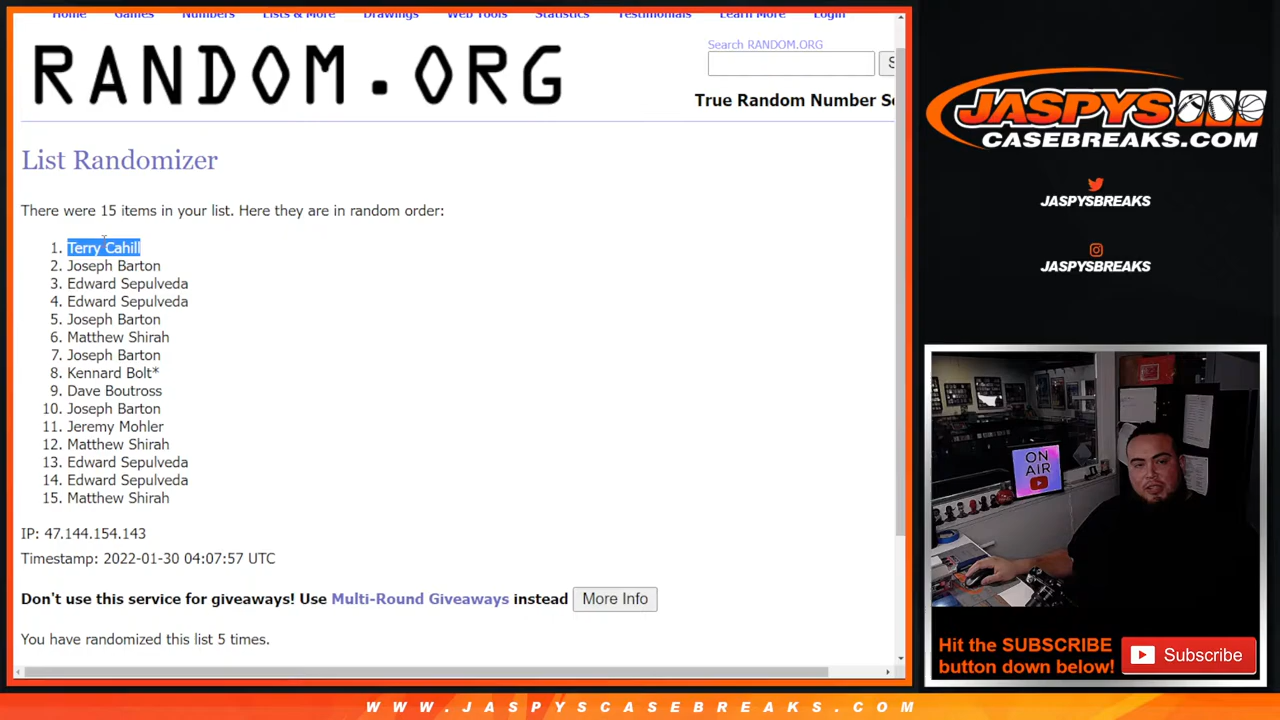 Home Games Numbers Lists & More Drawings Web Tools Statistics Testimonials Learn More Login
RANDOM.ORG
Search RANDOM.ORG
S
True Random Number Se
List Randomizer
There were 15 items in your list. Here they are in random order:
1. Terry Cahill
2. Joseph Barton
3. Edward Sepulveda
4. Edward Sepulveda
5. Joseph Barton
6. Matthew Shirah
7. Joseph Barton
8. Kennard Bolt*
9. Dave Boutross
10. Joseph Barton
11. Jeremy Mohler
12. Matthew Shirah
13. Edward Sepulveda
14. Edward Sepulveda
15. Matthew Shirah
IP: 47.144.154.143
Timestamp: 2022-01-30 04:07:57 UTC
Don't use this service for giveaways! Use Multi-Round Giveaways instead More Info
You have randomized this list 5 times.
JASPYS
CASEBREAKS.COM
JASPYSBREAKS
JASPYSBREAKS
ON
AIR
Hit the SUBSCRIBE
button down below!
Subscribe
WWW.JASPYSCASEBREAKS.COM